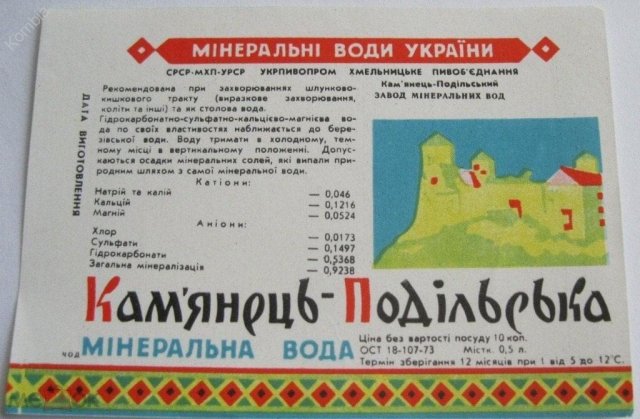 МІНЕРАЛЬНІ ВОДИ УКРАЇНИ
СРСР-МХП-УРСР УКРПИВОПРОМ ХМЕЛЬНИЦЬКЕ ПИВОБ'ЄДНАННЯ
Кам'янець-Подільський
ЗАВОД МІНЕРАЛЬНИХ ВОД
ДАТА ВИГОТОВЛЕННЯ
Рекомендована при захворюваннях шлунково-
кишкового тракту (виразкове захворювання,
коліти та інші) та як столова вода.
Гідрокарбонатно-сульфатно-кальцієво-магнієва во-
да по своїх властивостях наближається до бере-
зівської води. Воду тримати в холодному, тем-
ному місці в вертикальному положенні. Допус-
каються осадки мінеральних солей, які випали при-
родним шляхом з самої мінеральної води.
Катіони:
Натрій та калій — 0,046
Кальцій — 0,1216
Магній — 0,0524
Аніони:
Хлор — 0,0173
Сульфати — 0,1497
Гідрокарбонати — 0,5368
Загальна мінералізація — 0,9238
Кам'янець-Подільська
МІНЕРАЛЬНА ВОДА
Ціна без вартості посуду 10 коп.
ОСТ 18-107-73 Містк. 0,5 л.
Термін зберігання 12 місяців при t від 5 до 12°С.